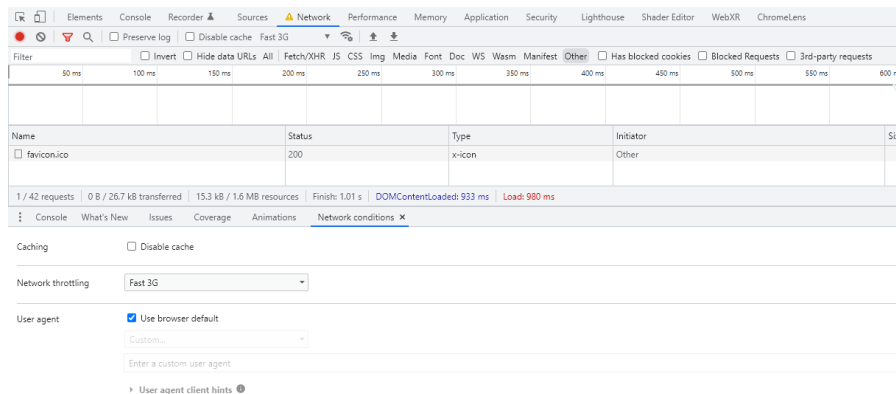 Elements Console Recorder Sources Network Performance Memory Application Security Lighthouse Shader Editor WebXR ChromeLens
Preserve log Disable cache Fast 3G
Filter Invert Hide data URLs All Fetch/XHR JS CSS Img Media Font Doc WS Wasm Manifest Other Has blocked cookies Blocked Requests 3rd-party requests
50 ms 100 ms 150 ms 200 ms 250 ms 300 ms 350 ms 400 ms 450 ms 500 ms 550 ms 600
Name Status Type Initiator
favicon.ico 200 x-icon Other
1 / 42 requests 0 B / 26.7 kB transferred 15.3 kB / 1.6 MB resources Finish: 1.01 s DOMContentLoaded: 933 ms Load: 980 ms
Console What's New Issues Coverage Animations Network conditions ×
Caching Disable cache
Network throttling Fast 3G
User agent Use browser default
Custom...
Enter a custom user agent
User agent client hints